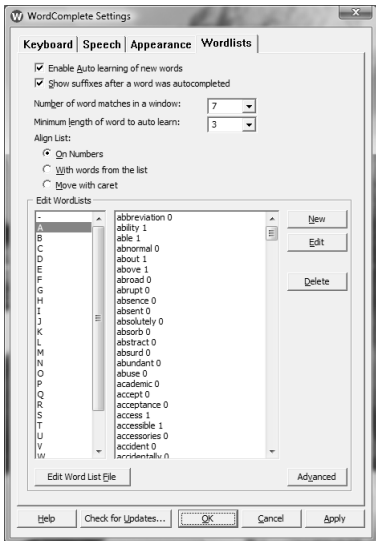 WordComplete Settings
Keyboard Speech Appearance Wordlists
Enable Auto learning of new words
Show suffixes after a word was autocompleted
Number of word matches in a window: 7
Minimum length of word to auto learn: 3
Align List:
On Numbers
With words from the list
Move with caret
Edit WordLists
- abbreviation 0 New
A ability 1
B able 1 Edit
C abnormal 0
D about 1
E above 1
F abroad 0 Delete
G abrupt 0
H absence 0
I absent 0
J absolutely 0
K absorb 0
L abstract 0
M absurd 0
N abundant 0
O abuse 0
P academic 0
Q accept 0
R acceptance 0
S access 1
T accessible 1
U accessories 0
V accident 0
W accidentally 0
Edit Word List File Advanced
Help Check for Updates... OK Cancel Apply